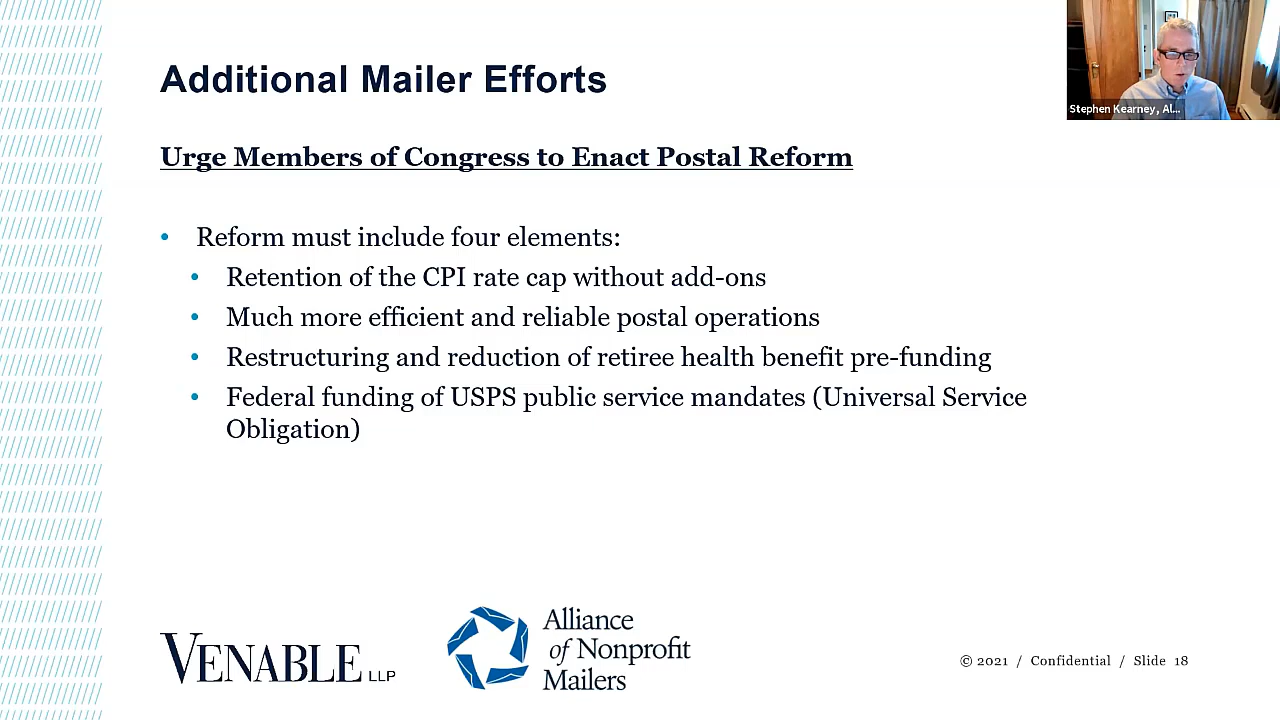 Additional Mailer Efforts
Stephen Kearney, Al...
Urge Members of Congress to Enact Postal Reform
• Reform must include four elements:
• Retention of the CPI rate cap without add-ons
• Much more efficient and reliable postal operations
• Restructuring and reduction of retiree health benefit pre-funding
• Federal funding of USPS public service mandates (Universal Service
Obligation)
VENABLE LLP
Alliance
of Nonprofit
Mailers
© 2021 / Confidential / Slide 18